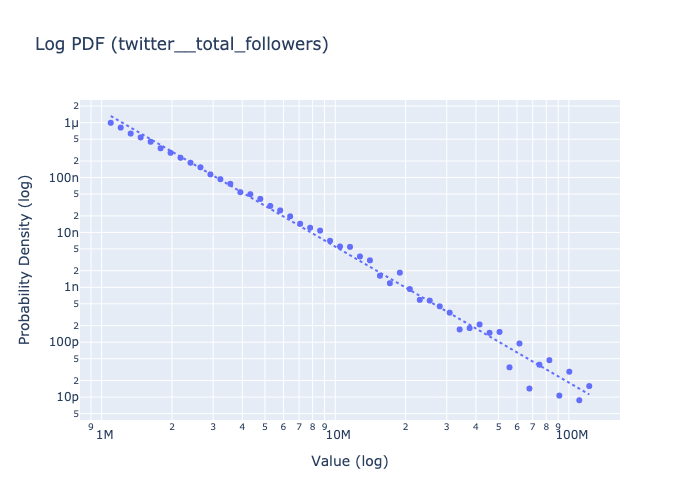 Log PDF (twitter__total_followers)
2
1μ
5
2
100n
5
2
10n
5
2
1n
5
2
100p
5
2
10p
5
9 1M 2 3 4 5 6 7 8 9 10M 2 3 4 5 6 7 8 9 100M
Value (log)
Probability Density (log)